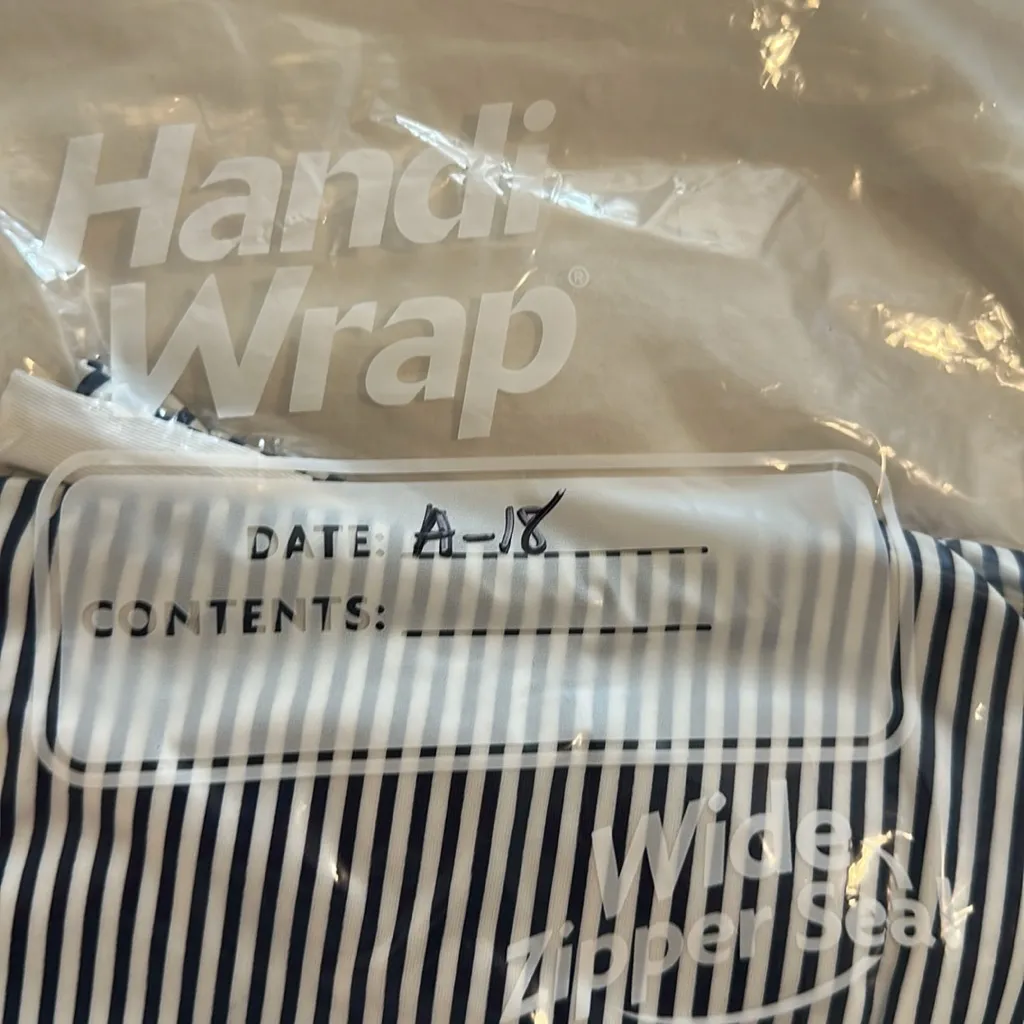 Handi
Wrap®
DATE: A-18
CONTENTS:
Wide
Zipper Seal